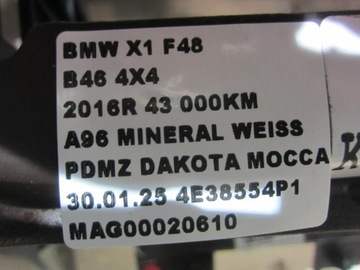 BMW X1 F48
B46 4X4
2016R 43 000KM
A96 MINERAL WEISS
PDMZ DAKOTA MOCCA
30.01.25 4E38554P1
MAG00020610